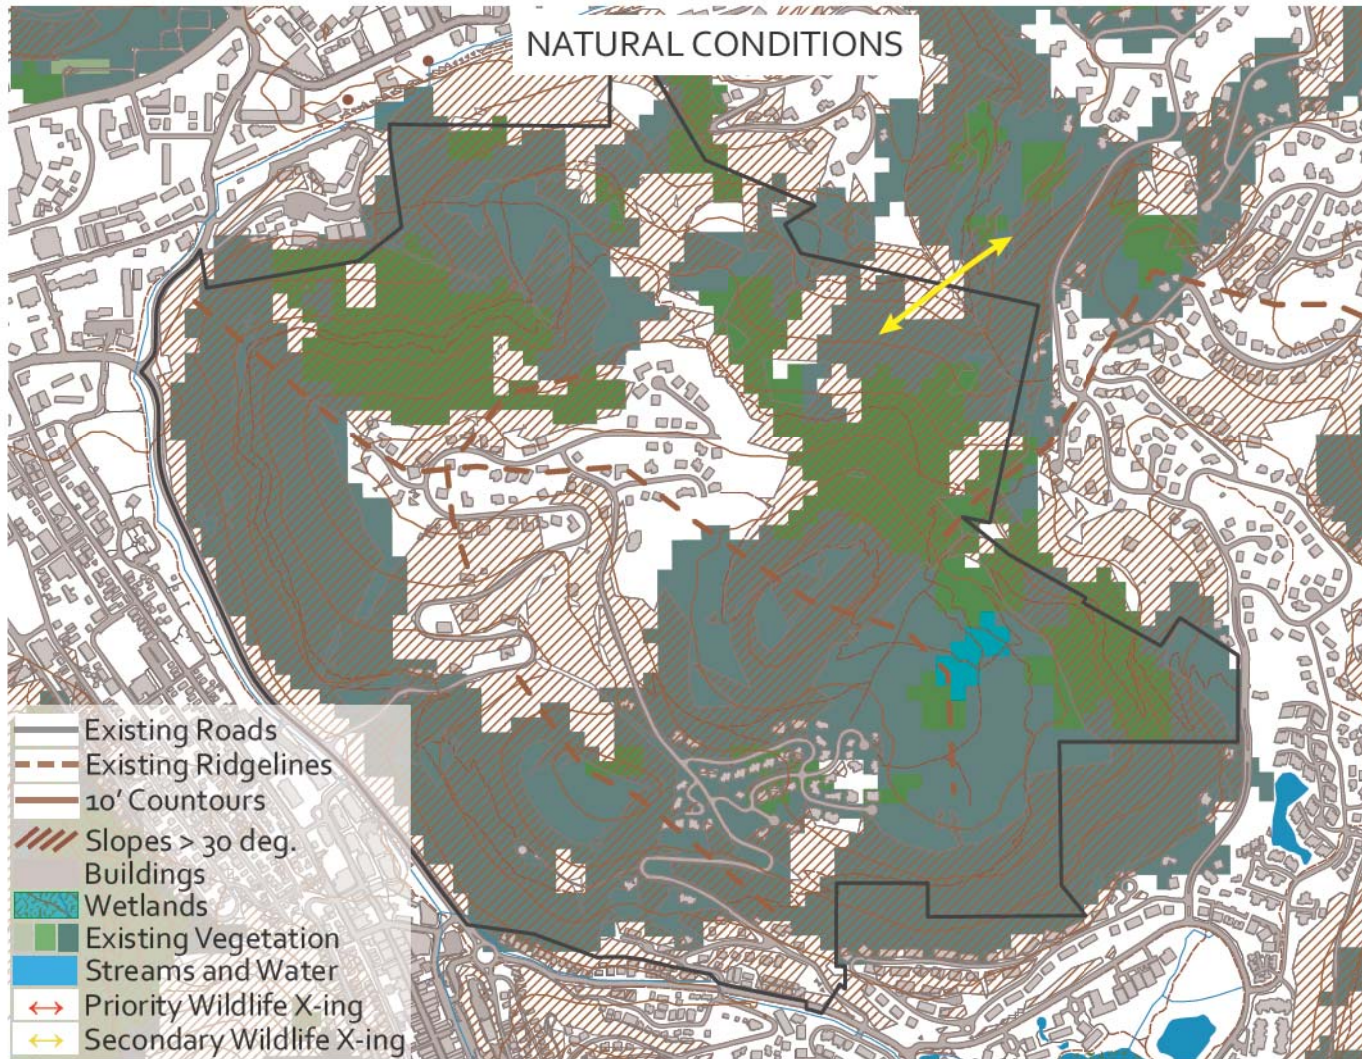 NATURAL CONDITIONS
Existing Roads
Existing Ridgelines
10' Countours
Slopes > 30 deg.
Buildings
Wetlands
Existing Vegetation
Streams and Water
Priority Wildlife X-ing
Secondary Wildlife X-ing